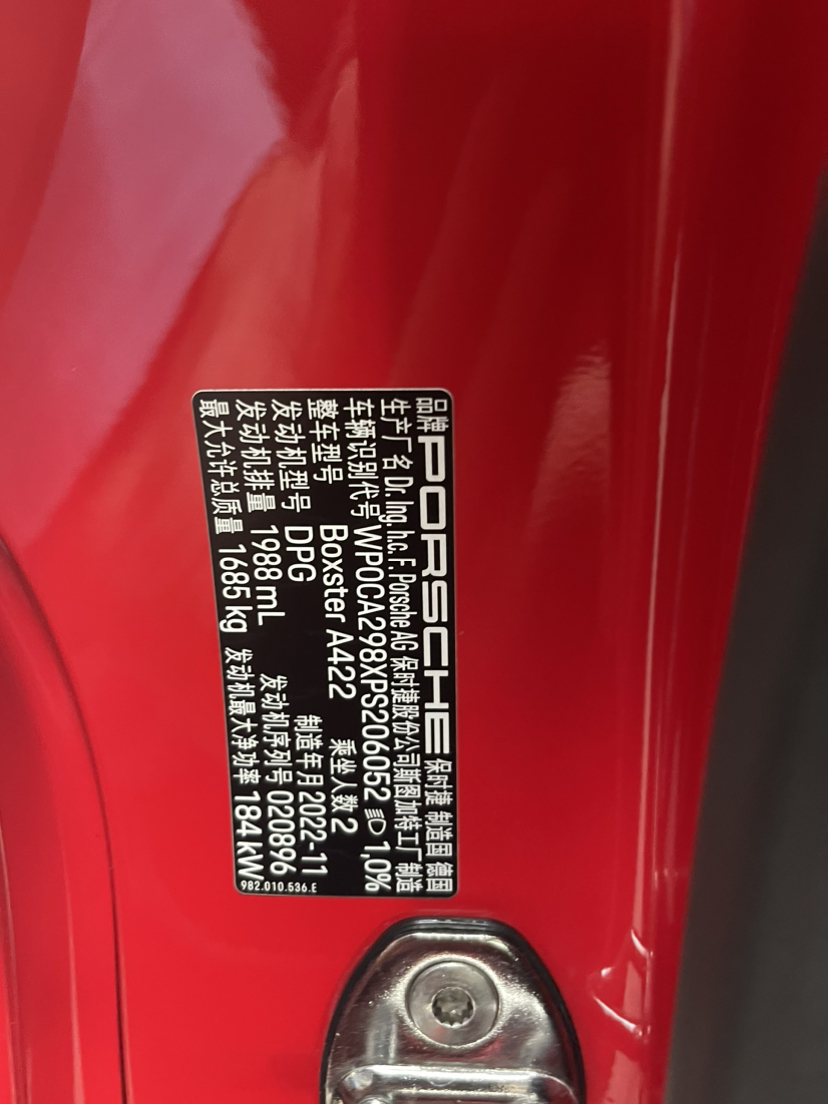 品牌 PORSCHE 保时捷 制造国 德国
生产厂名 Dr. Ing. h.c. F. Porsche AG 保时捷股份公司斯图加特工厂制造
车辆识别代号 WP0CA298XPS206052 1,0%
整车型号 Boxster A422 乘坐人数 2
发动机型号 DPG 制造年月 2022-11
发动机排量 1988 mL 发动机序列号 020896
最大允许总质量 1685 kg 发动机最大净功率 184 kW
982.010.536.E